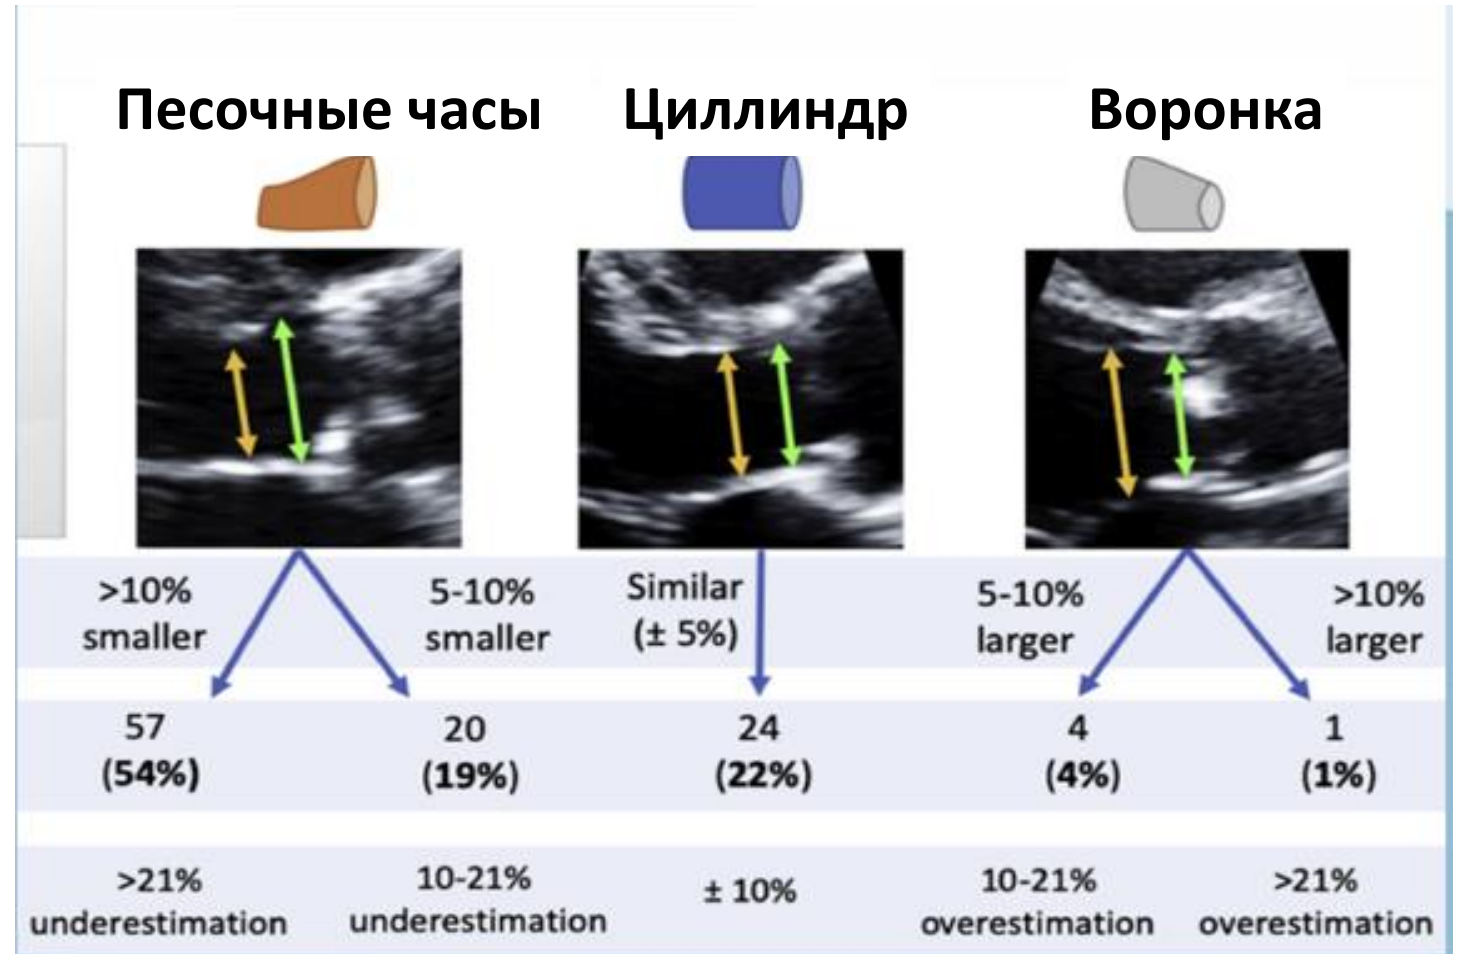 Песочные часы Циллиндр Воронка
>10% 5-10% Similar 5-10% >10%
smaller smaller (± 5%) larger larger
57 20 24 4 1
(54%) (19%) (22%) (4%) (1%)
>21% 10-21% ± 10% 10-21% >21%
underestimation underestimation overestimation overestimation